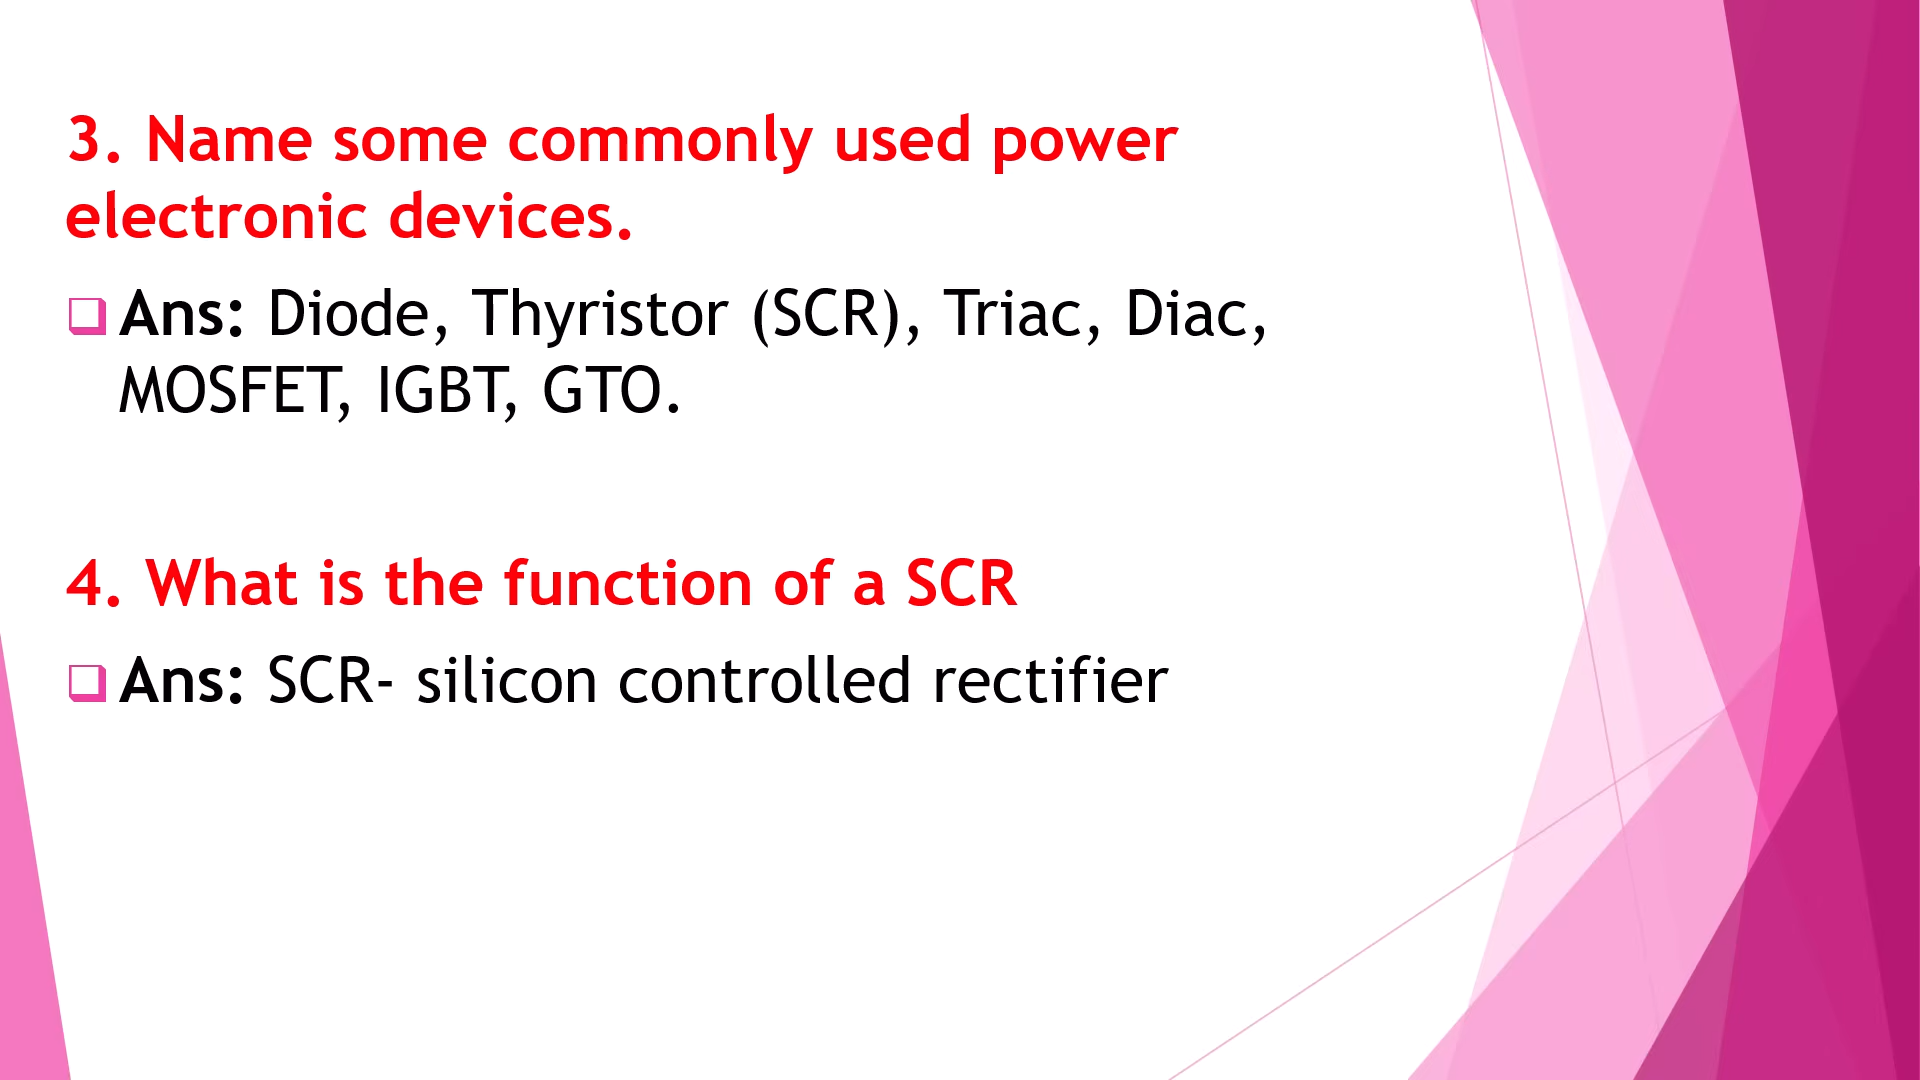 3. Name some commonly used power
electronic devices.
Ans: Diode, Thyristor (SCR), Triac, Diac,
MOSFET, IGBT, GTO.
4. What is the function of a SCR
Ans: SCR- silicon controlled rectifier